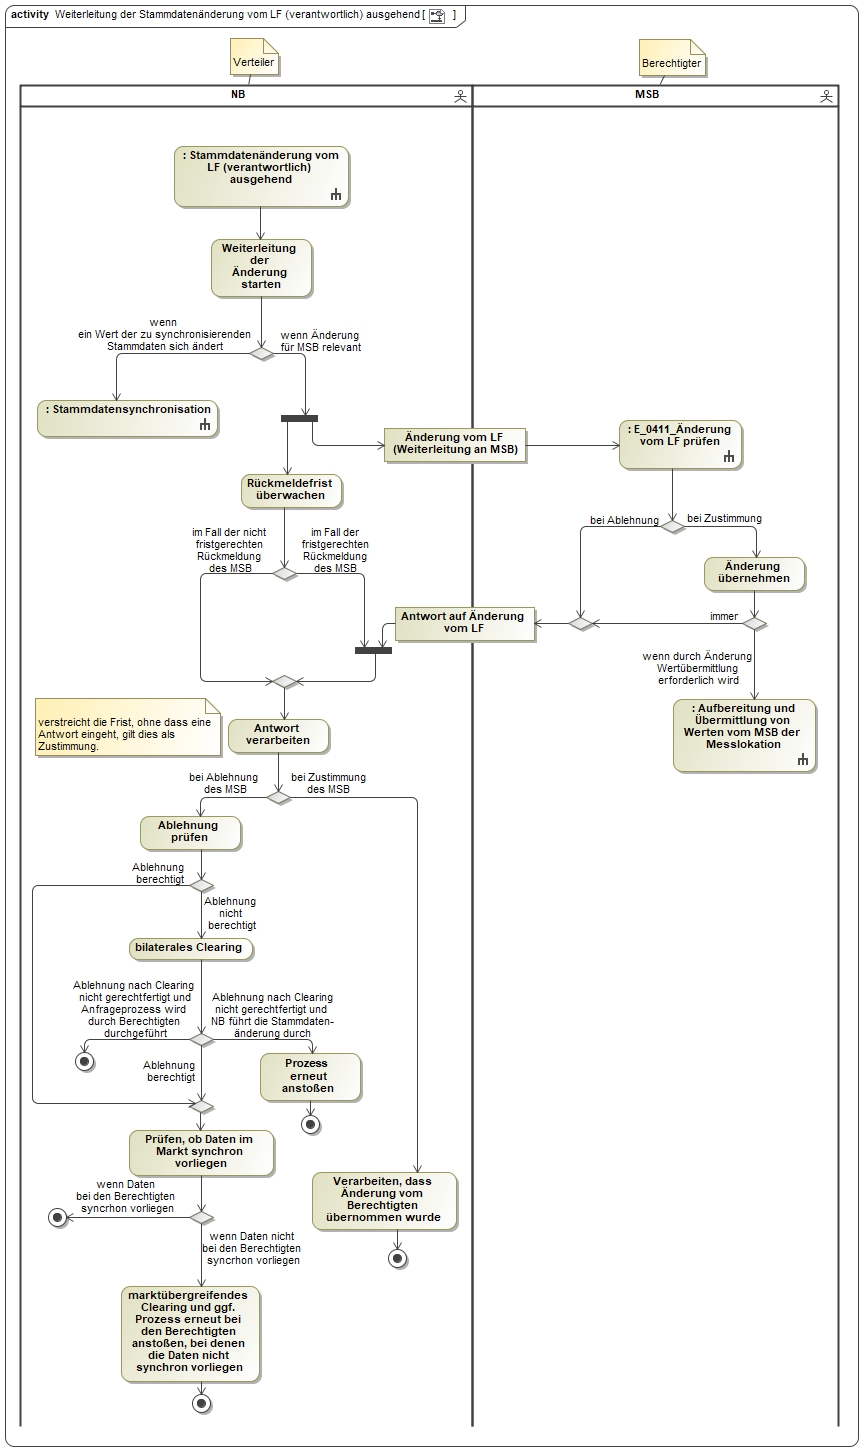 activity Weiterleitung der Stammdatenänderung vom LF (verantwortlich) ausgehend [ ]
Verteiler
Berechtigter
NB
MSB
: Stammdatenänderung vom
LF (verantwortlich)
ausgehend
Weiterleitung
der
Änderung
starten
wenn
ein Wert der zu synchronisierenden
Stammdaten sich ändert
wenn Änderung
für MSB relevant
: Stammdatensynchronisation
Änderung vom LF
(Weiterleitung an MSB)
: E_0411_Änderung
vom LF prüfen
Rückmeldefrist
überwachen
bei Ablehnung
bei Zustimmung
im Fall der nicht
fristgerechten
Rückmeldung
des MSB
im Fall der
fristgerechten
Rückmeldung
des MSB
Änderung
übernehmen
Antwort auf Änderung
vom LF
immer
wenn durch Änderung
Wertübermittlung
erforderlich wird
: Aufbereitung und
Übermittlung von
Werten vom MSB der
Messlokation
verstreicht die Frist, ohne dass eine
Antwort eingeht, gilt dies als
Zustimmung.
Antwort
verarbeiten
bei Ablehnung
des MSB
bei Zustimmung
des MSB
Ablehnung
prüfen
Ablehnung
berechtigt
Ablehnung
nicht
berechtigt
bilaterales Clearing
Ablehnung nach Clearing
nicht gerechtfertigt und
Anfrageprozess wird
durch Berechtigten
durchgeführt
Ablehnung nach Clearing
nicht gerechtfertigt und
NB führt die Stammdaten-
änderung durch
Ablehnung
berechtigt
Prozess
erneut
anstoßen
Prüfen, ob Daten im
Markt synchron
vorliegen
Verarbeiten, dass
Änderung vom
Berechtigten
übernommen wurde
wenn Daten
bei den Berechtigten
syncrhon vorliegen
wenn Daten nicht
bei den Berechtigten
syncrhon vorliegen
marktübergreifendes
Clearing und ggf.
Prozess erneut bei
den Berechtigten
anstoßen, bei denen
die Daten nicht
synchron vorliegen